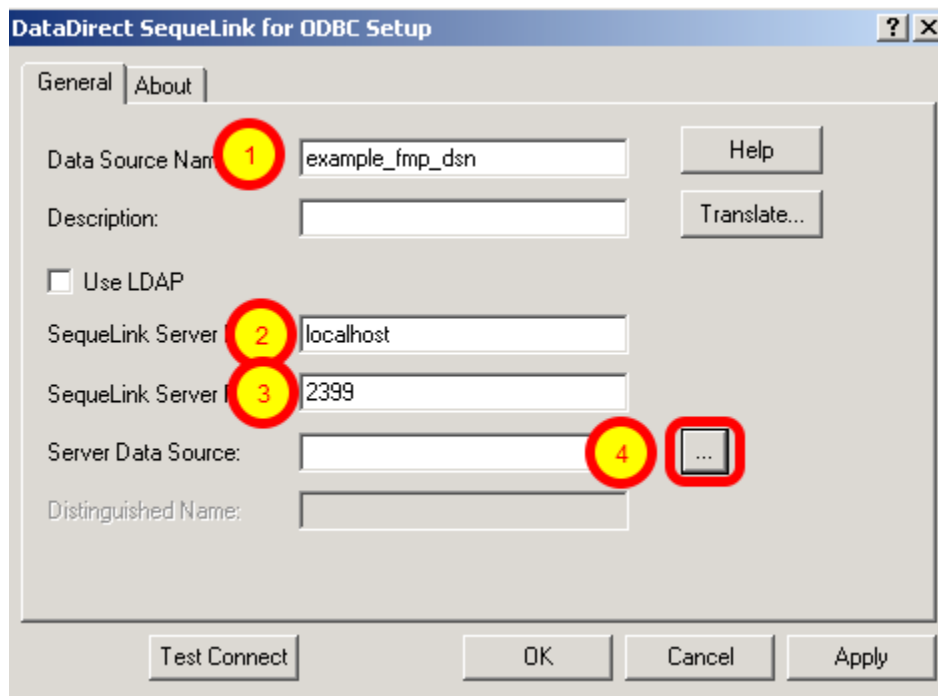 DataDirect SequeLink for ODBC Setup
General
About
Data Source Nam
1
example_fmp_dsn
Help
Description:
Translate...
Use LDAP
SequeLink Server
2
localhost
SequeLink Server
3
2399
Server Data Source:
4
...
Distinguished Name:
Test Connect
OK
Cancel
Apply